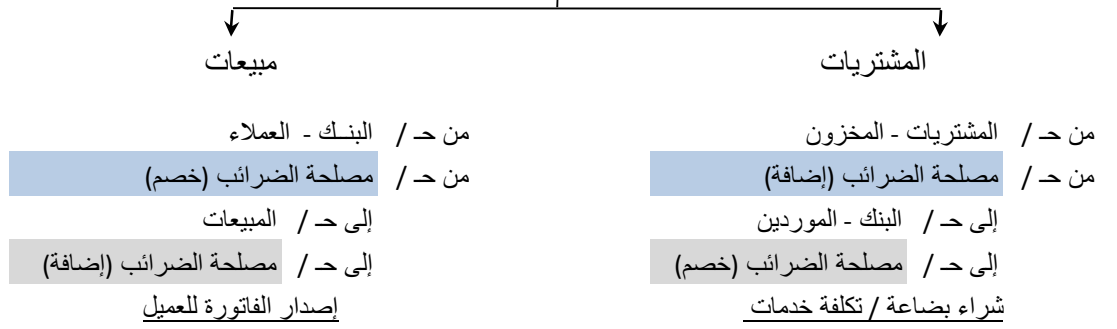 المشتريات
من حـ / المشتريات - المخزون
من حـ / مصلحة الضرائب (إضافة)
إلى حـ / البنك - الموردين
إلى حـ / مصلحة الضرائب (خصم)
شراء بضاعة / تكلفة خدمات
مبيعات
من حـ / البنــك - العملاء
من حـ / مصلحة الضرائب (خصم)
إلى حـ / المبيعات
إلى حـ / مصلحة الضرائب (إضافة)
إصدار الفاتورة للعميل